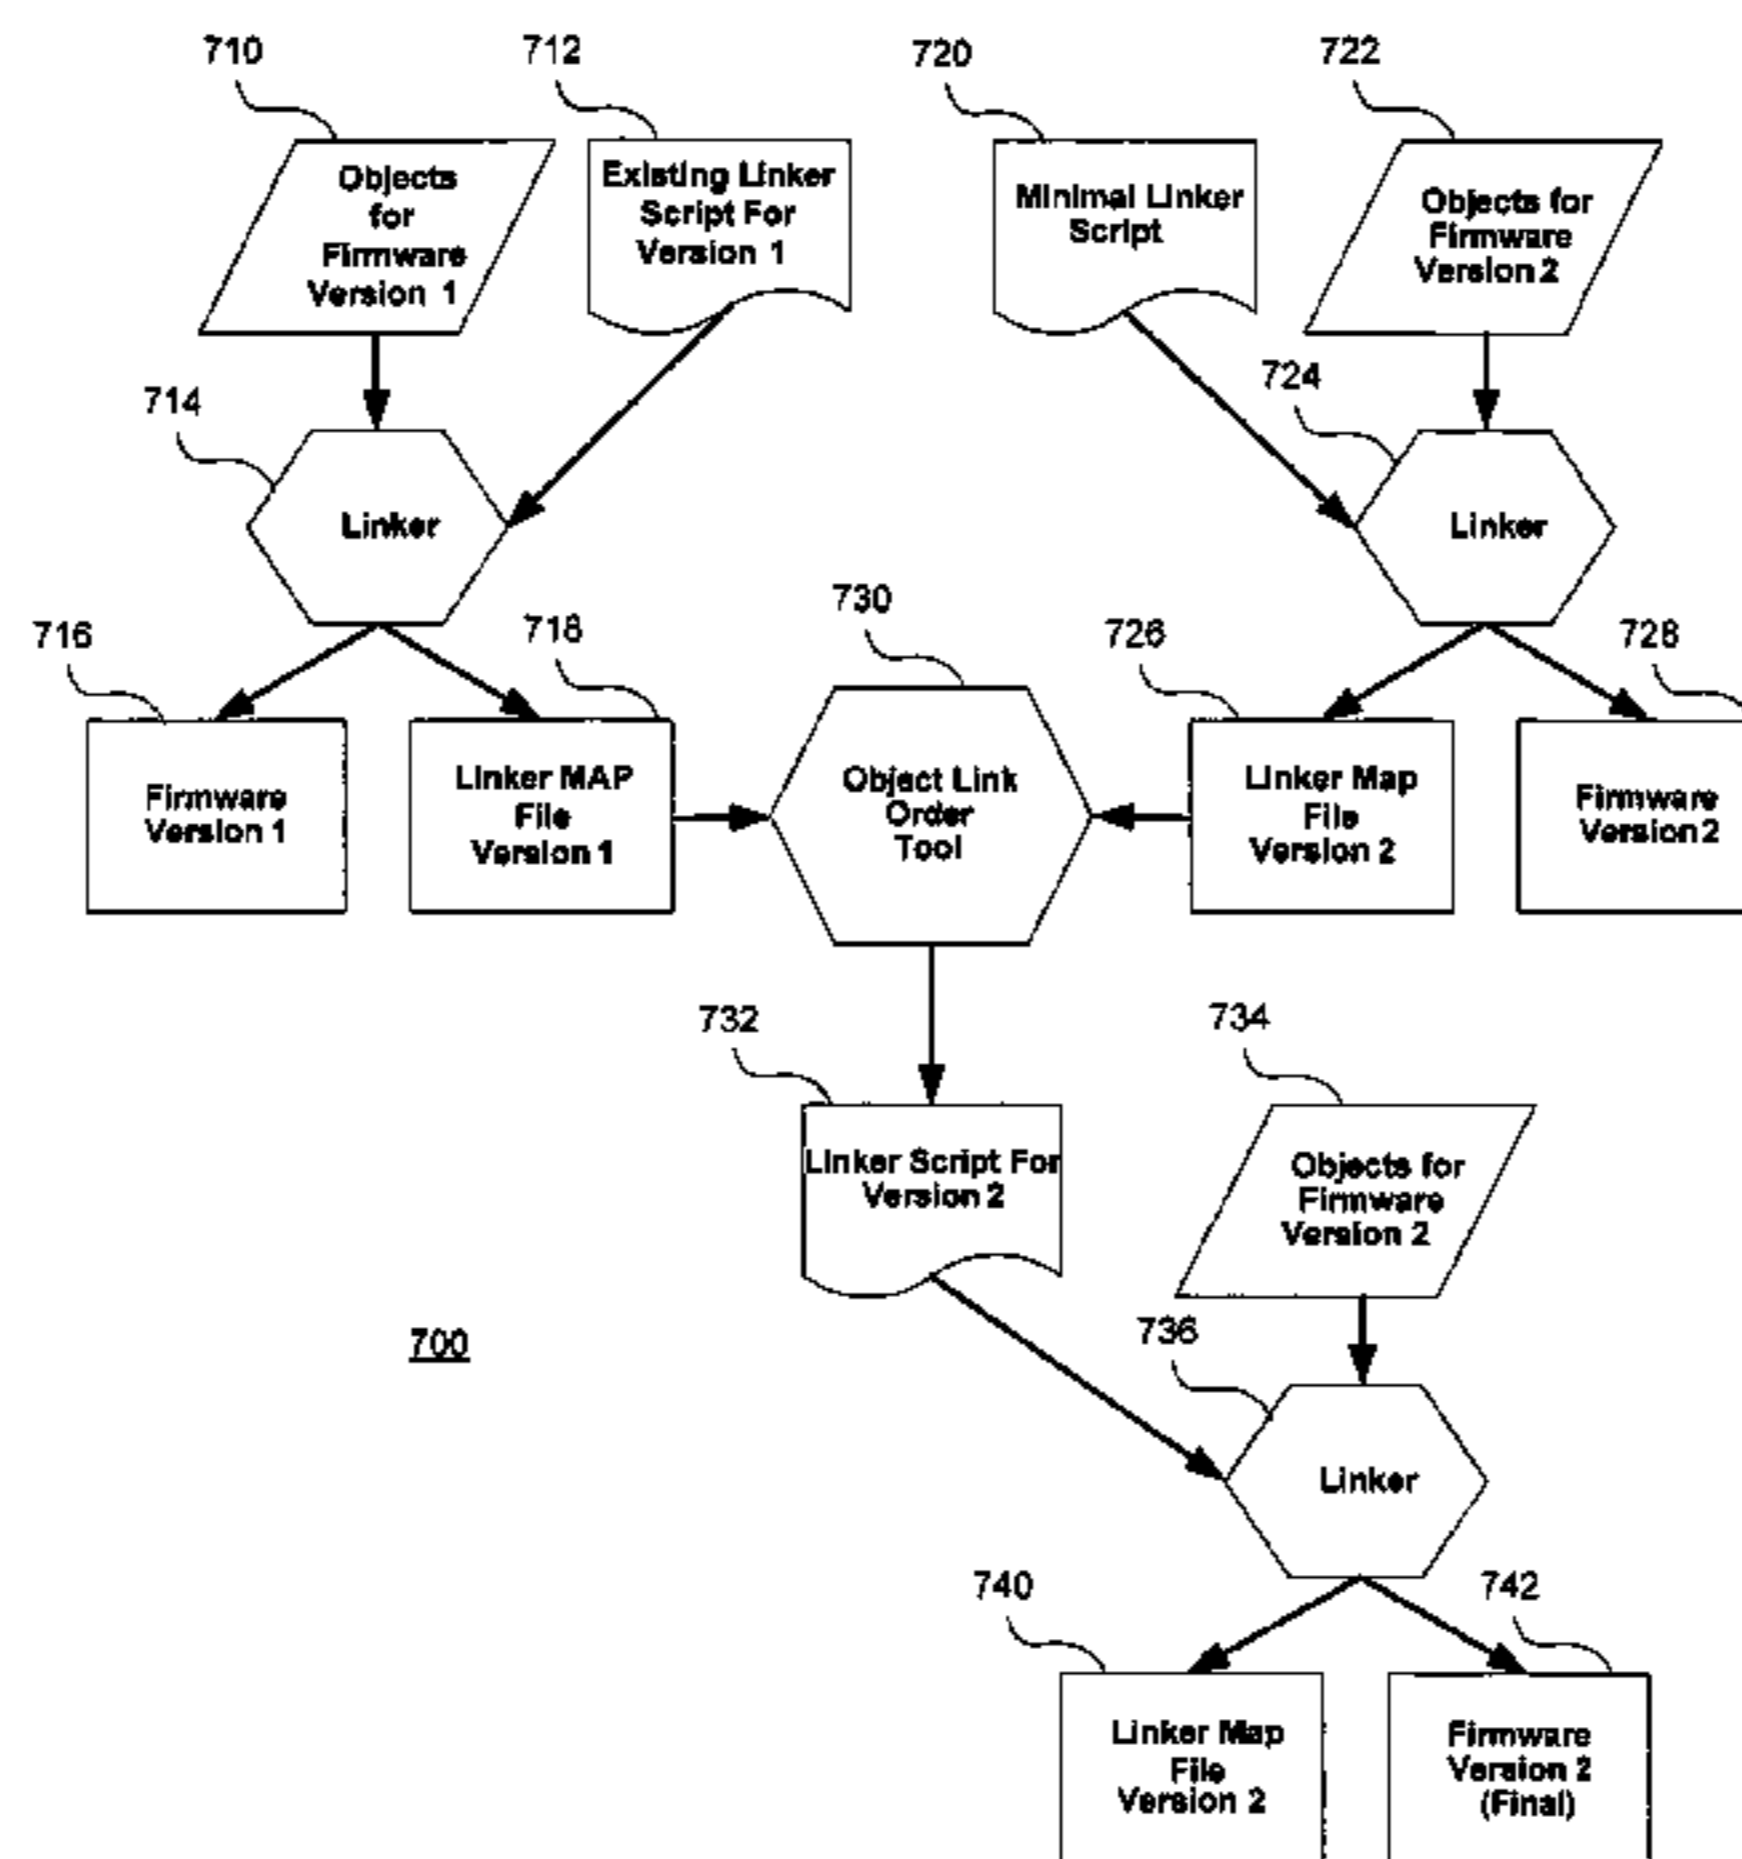 710
712
720
722
Objects
for
Firmware
Version 1
Existing Linker
Script For
Version 1
Minimal Linker
Script
Objects for
Firmware
Version 2
714
724
Linker
Linker
716
718
730
726
728
Firmware
Version 1
Linker MAP
File
Version 1
Object Link
Order
Tool
Linker Map
File
Version 2
Firmware
Version 2
732
734
Linker Script For
Version 2
Objects for
Firmware
Version 2
700
736
Linker
740
742
Linker Map
File
Version 2
Firmware
Version 2
(Final)